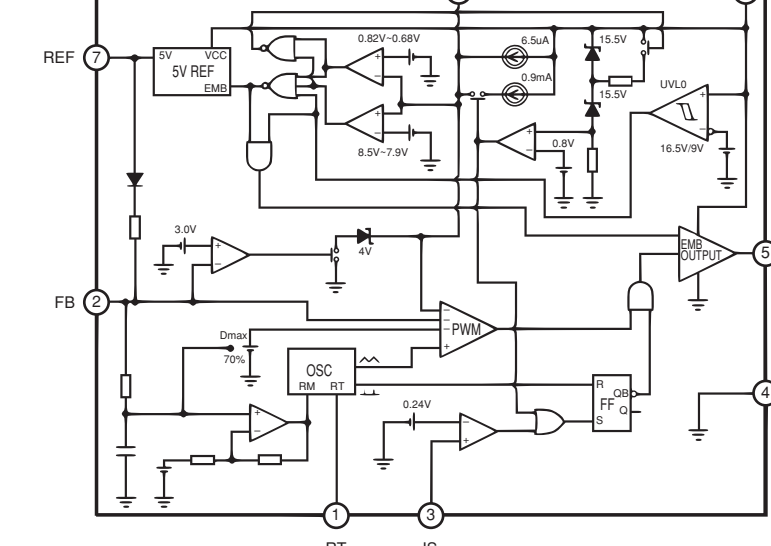 0.82V~0.68V
6.5uA
15.5V
REF
7
5V
VCC
5V REF
EMB
0.9mA
15.5V
UVL0
8.5V~7.9V
0.8V
16.5V/9V
3.0V
4V
EMB
OUTPUT
5
FB
2
PWM
Dmax
70%
OSC
RM
RT
0.24V
R
QB
FF
Q
S
4
1
3